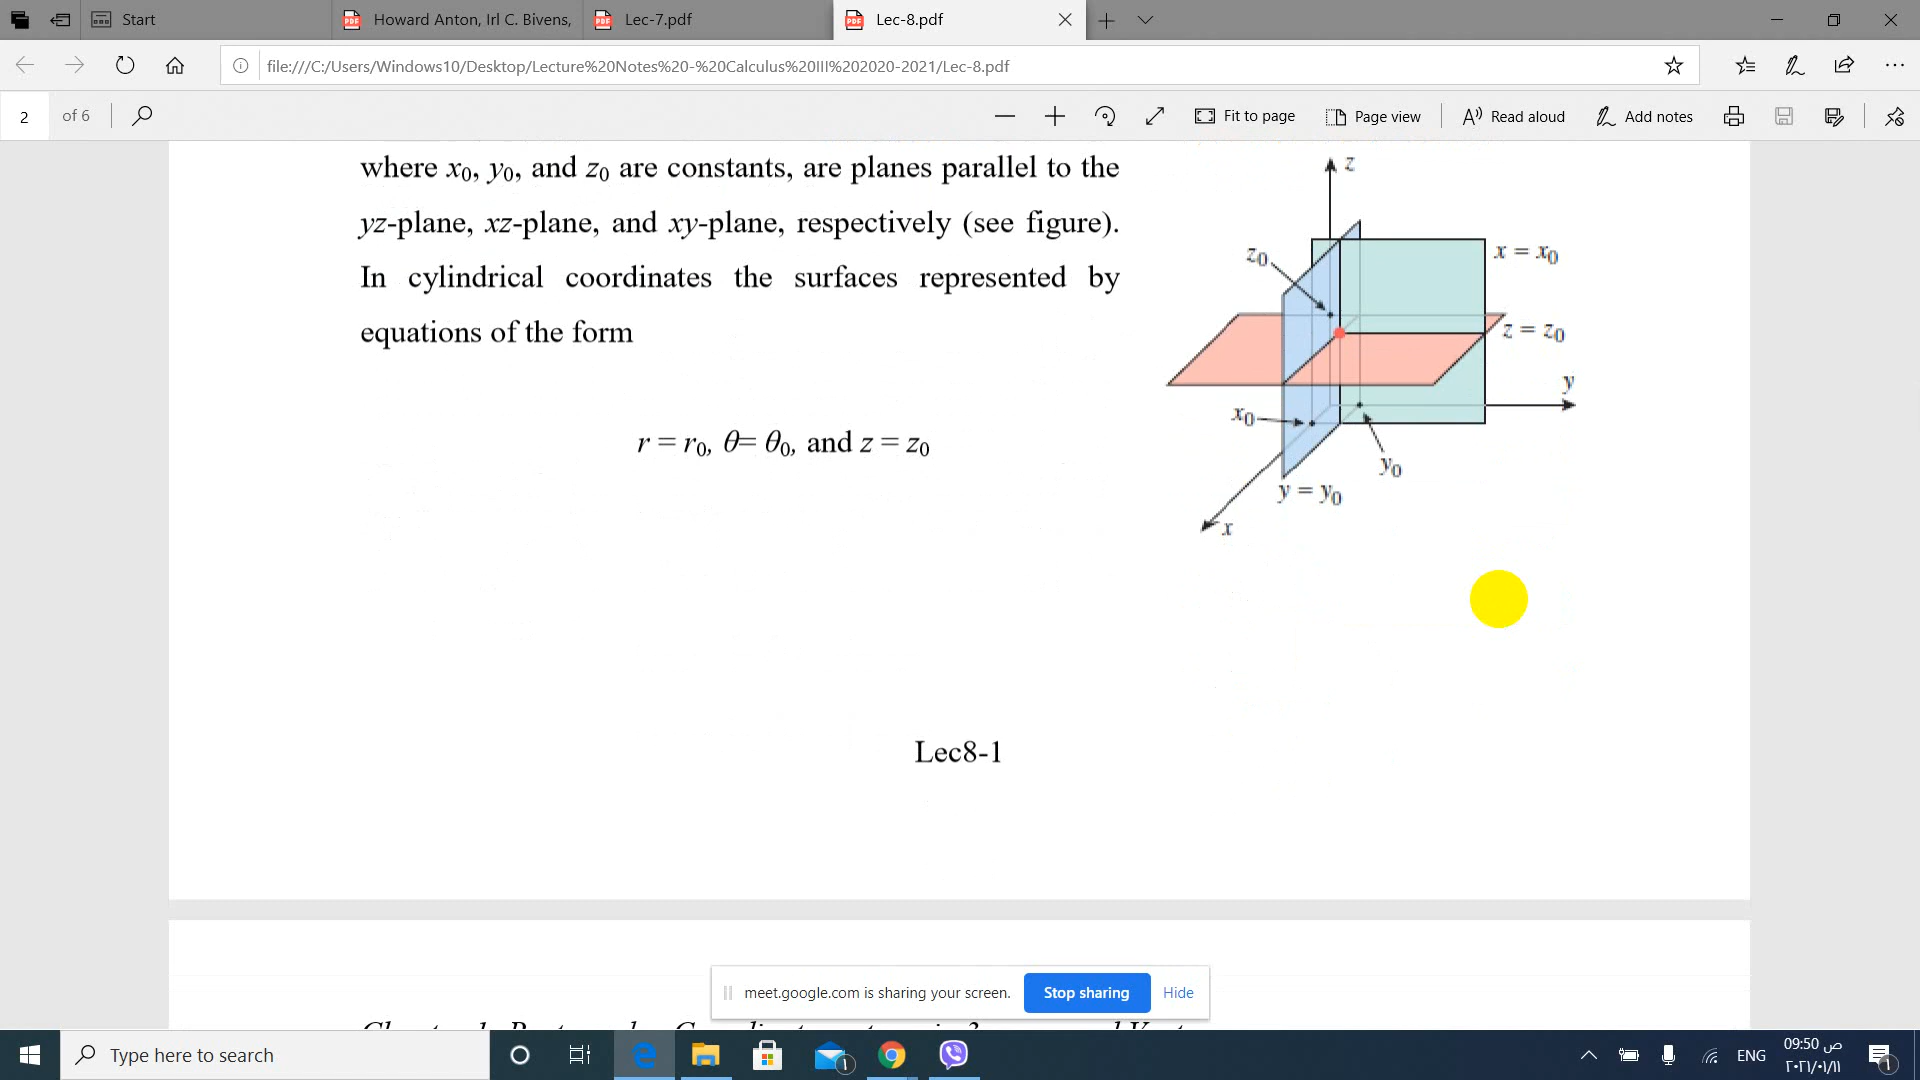 Start
Howard Anton, Irl C. Bivens,
Lec-7.pdf
Lec-8.pdf
file:///C:/Users/Windows10/Desktop/Lecture%20Notes%20-%20Calculus%20III%202020-2021/Lec-8.pdf
2 of 6
Fit to page
Page view
Read aloud
Add notes
where x₀, y₀, and z₀ are constants, are planes parallel to the
yz-plane, xz-plane, and xy-plane, respectively (see figure).
In cylindrical coordinates the surfaces represented by
equations of the form
r = r₀, θ= θ₀, and z = z₀
z
z₀
x = x₀
z = z₀
y
x₀
y₀
y = y₀
x
Lec8-1
meet.google.com is sharing your screen.
Stop sharing
Hide
Type here to search
ENG
09:50 ص
٢٠٢١/٠١/١١